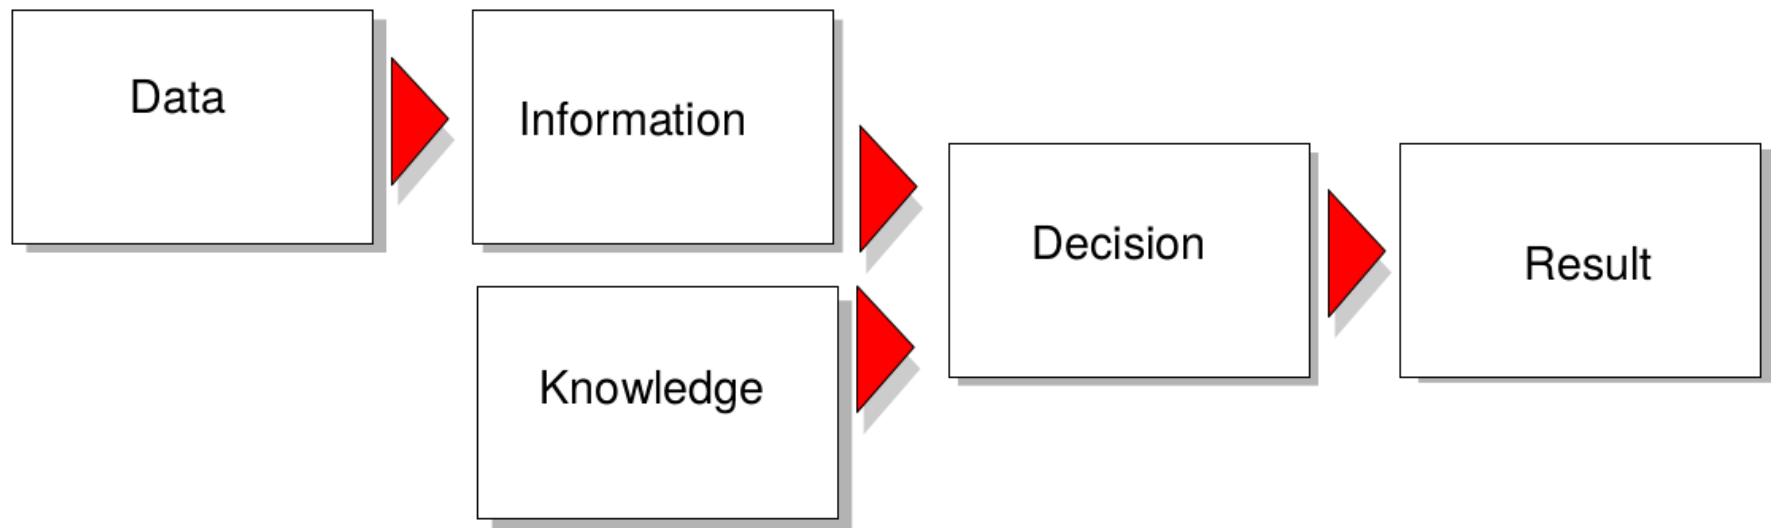 Data
Information
Knowledge
Decision
Result